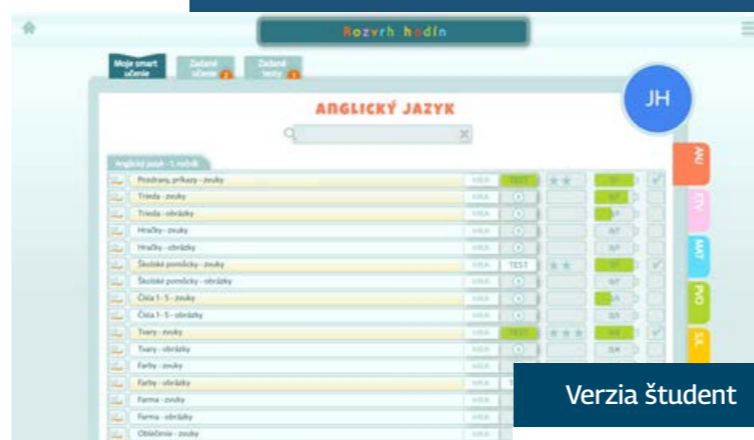 Rozvrh hodín
Moje smart učenie
Zadané učenie 2
Zadané testy 1
JH
ANGLICKÝ JAZYK
Anglický jazyk - 1. ročník
Pozdravy, príkazy - zvuky TEST
Trieda - zvuky
Trieda - obrázky
Hračky - zvuky
Hračky - obrázky
Školské pomôcky - zvuky TEST
Školské pomôcky - obrázky
Čísla 1- 5 - zvuky
Čísla 1- 5 - obrázky
Tvary - zvuky TEST
Tvary - obrázky
Farby - zvuky
Farby - obrázky
Farma - zvuky
Farma - obrázky
Oblečenie - zvuky
ANJ
ETV
MAT
PVO
SJL
Verzia študent